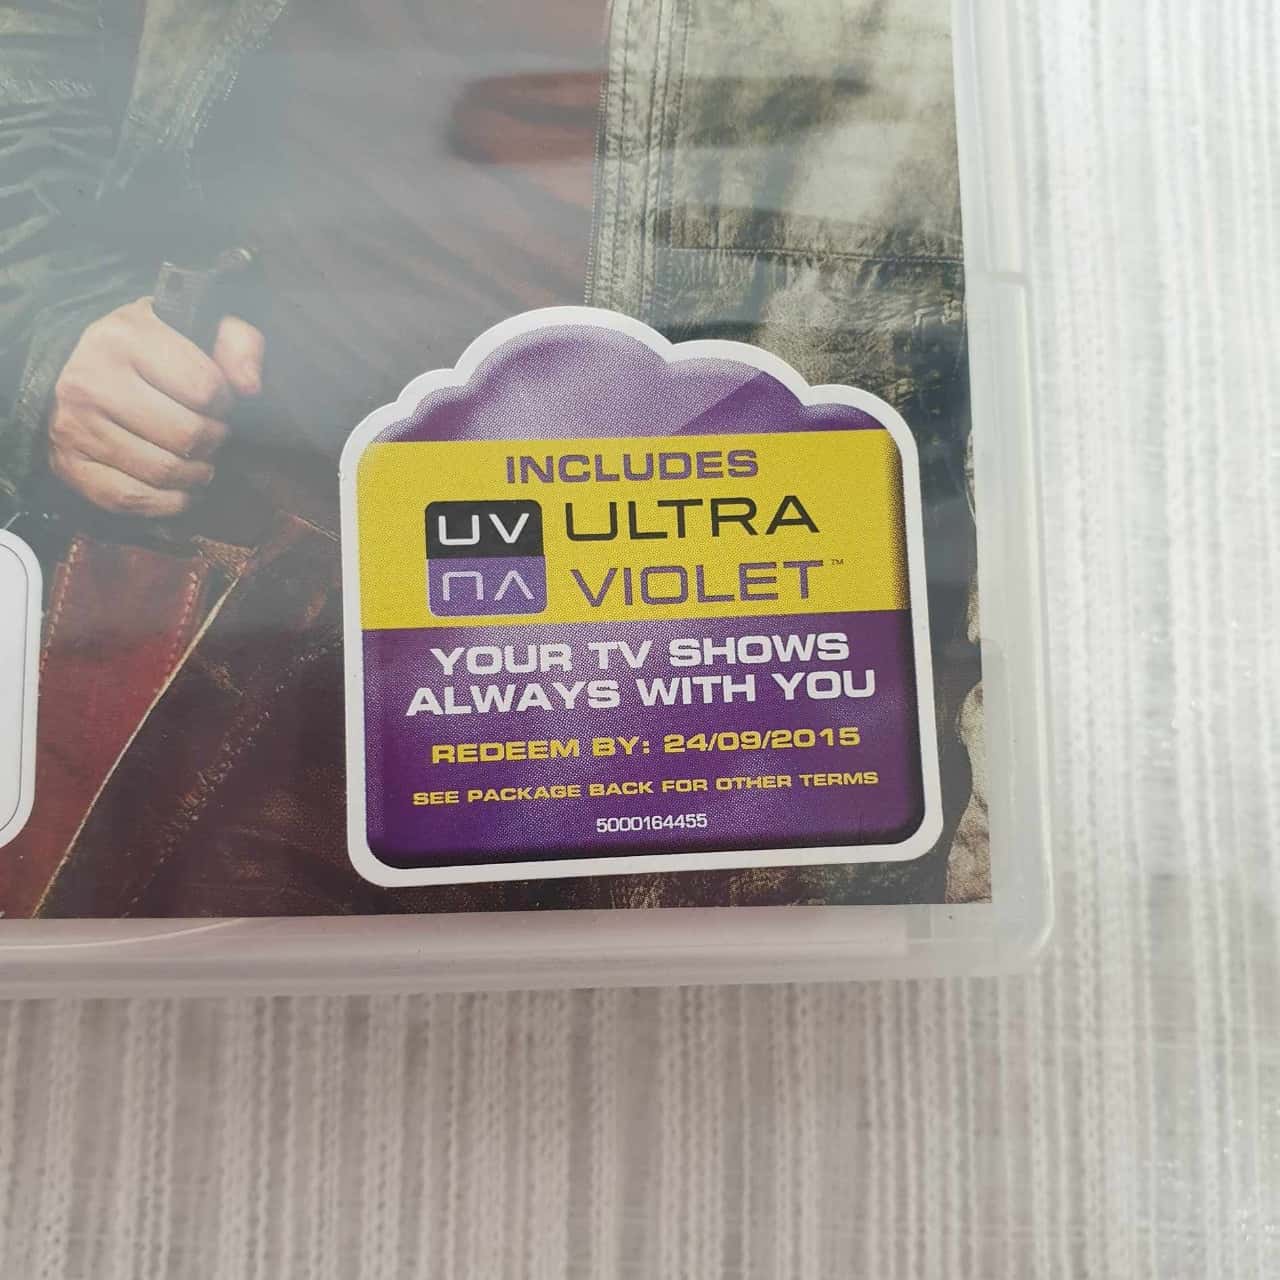 INCLUDES
UV ULTRA
VIOLET™
YOUR TV SHOWS
ALWAYS WITH YOU
REDEEM BY: 24/09/2015
SEE PACKAGE BACK FOR OTHER TERMS
5000164455